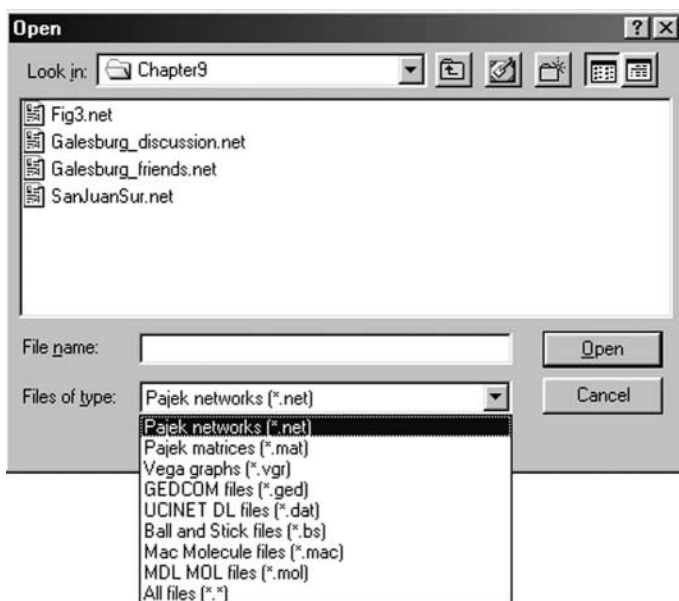 Open
Look in: Chapter9
Fig3.net
Galesburg_discussion.net
Galesburg_friends.net
SanJuanSur.net
File name: Open
Files of type: Pajek networks (*.net) Cancel
Pajek networks (*.net)
Pajek matrices (*.mat)
Vega graphs (*.vgr)
GEDCOM files (*.ged)
UCINET DL files (*.dat)
Ball and Stick files (*.bs)
Mac Molecule files (*.mac)
MDL MOL files (*.mol)
All files (*.*)